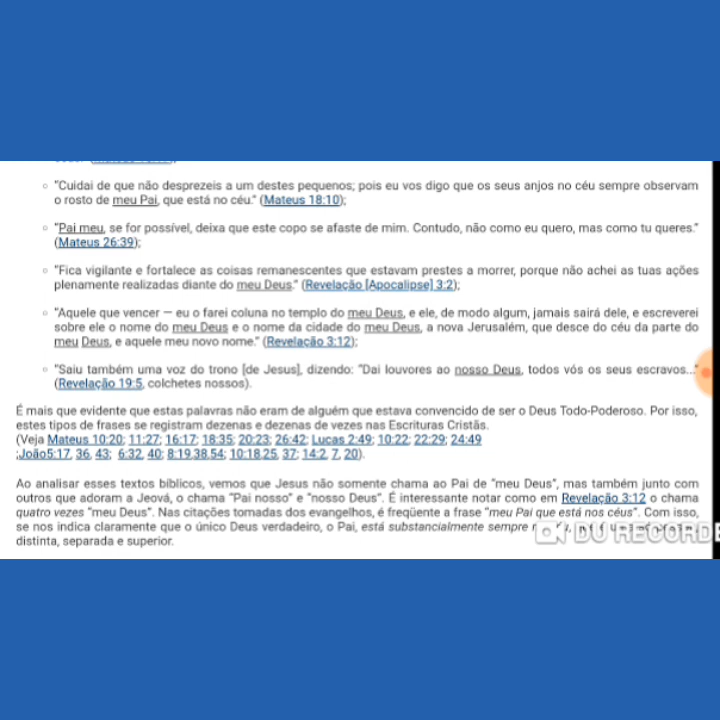 ○ "Cuidai de que não desprezeis a um destes pequenos; pois eu vos digo que os seus anjos no céu sempre observam
o rosto de meu Pai, que está no céu." (Mateus 18:10);
○ "Pai meu, se for possível, deixa que este copo se afaste de mim. Contudo, não como eu quero, mas como tu queres."
(Mateus 26:39);
○ "Fica vigilante e fortalece as coisas remanescentes que estavam prestes a morrer, porque não achei as tuas ações
plenamente realizadas diante do meu Deus." (Revelação [Apocalipse] 3:2);
○ "Aquele que vencer — eu o farei coluna no templo do meu Deus, e ele, de modo algum, jamais sairá dele, e escreverei
sobre ele o nome do meu Deus e o nome da cidade do meu Deus, a nova Jerusalém, que desce do céu da parte do
meu Deus, e aquele meu novo nome." (Revelação 3:12);
○ "Saiu também uma voz do trono [de Jesus], dizendo: "Dai louvores ao nosso Deus, todos vós os seus escravos..."
(Revelação 19:5, colchetes nossos).
É mais que evidente que estas palavras não eram de alguém que estava convencido de ser o Deus Todo-Poderoso. Por isso,
estes tipos de frases se registram dezenas e dezenas de vezes nas Escrituras Cristãs.
(Veja Mateus 10:20; 11:27; 16:17; 18:35; 20:23; 26:42; Lucas 2:49; 10:22; 22:29; 24:49
;João5:17, 36, 43; 6:32, 40; 8:19,38,54; 10:18,25, 37; 14:2, 7, 20).
Ao analisar esses textos bíblicos, vemos que Jesus não somente chama ao Pai de "meu Deus", mas também junto com
outros que adoram a Jeová, o chama "Pai nosso" e "nosso Deus". É interessante notar como em Revelação 3:12 o chama
quatro vezes "meu Deus". Nas citações tomadas dos evangelhos, é freqüente a frase "meu Pai que está nos céus". Com isso,
se nos indica claramente que o único Deus verdadeiro, o Pai, está substancialmente sempre
DU RECORDE
distinta, separada e superior.